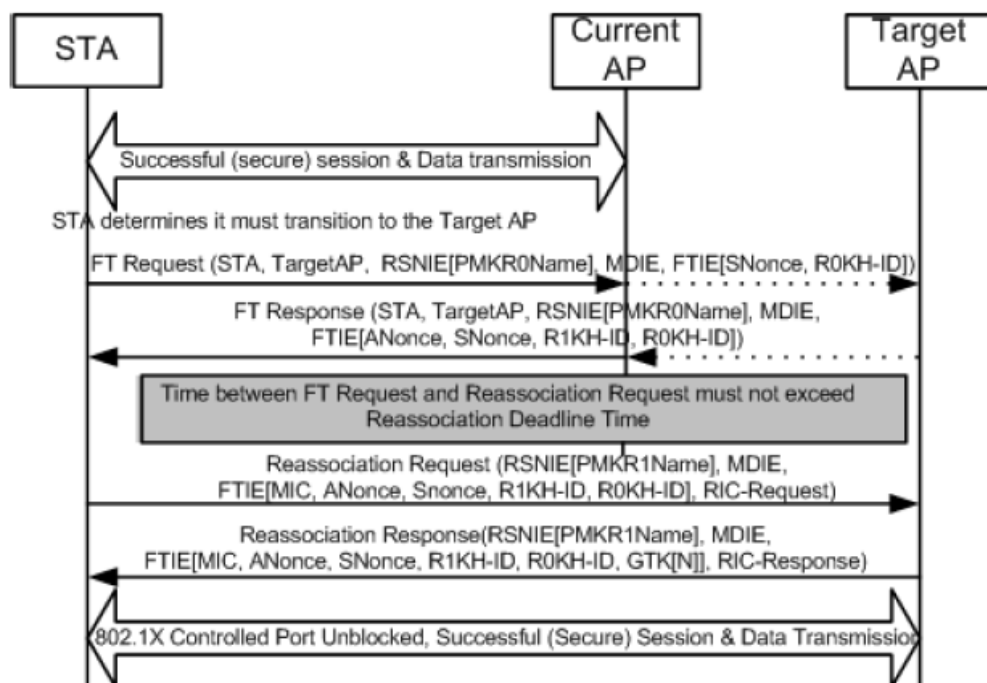 STA
Current
AP
Target
AP
Successful (secure) session & Data transmission
STA determines it must transition to the Target AP
FT Request (STA, TargetAP, RSNIE[PMKR0Name], MDIE, FTIE[SNonce, R0KH-ID])
FT Response (STA, TargetAP, RSNIE[PMKR0Name], MDIE,
FTIE[ANonce, SNonce, R1KH-ID, R0KH-ID])
Time between FT Request and Reassociation Request must not exceed
Reassociation Deadline Time
Reassociation Request (RSNIE[PMKR1Name], MDIE,
FTIE[MIC, ANonce, Snonce, R1KH-ID, R0KH-ID], RIC-Request)
Reassociation Response(RSNIE[PMKR1Name], MDIE,
FTIE[MIC, ANonce, SNonce, R1KH-ID, R0KH-ID, GTK[N]], RIC-Response)
802.1X Controlled Port Unblocked, Successful (Secure) Session & Data Transmission